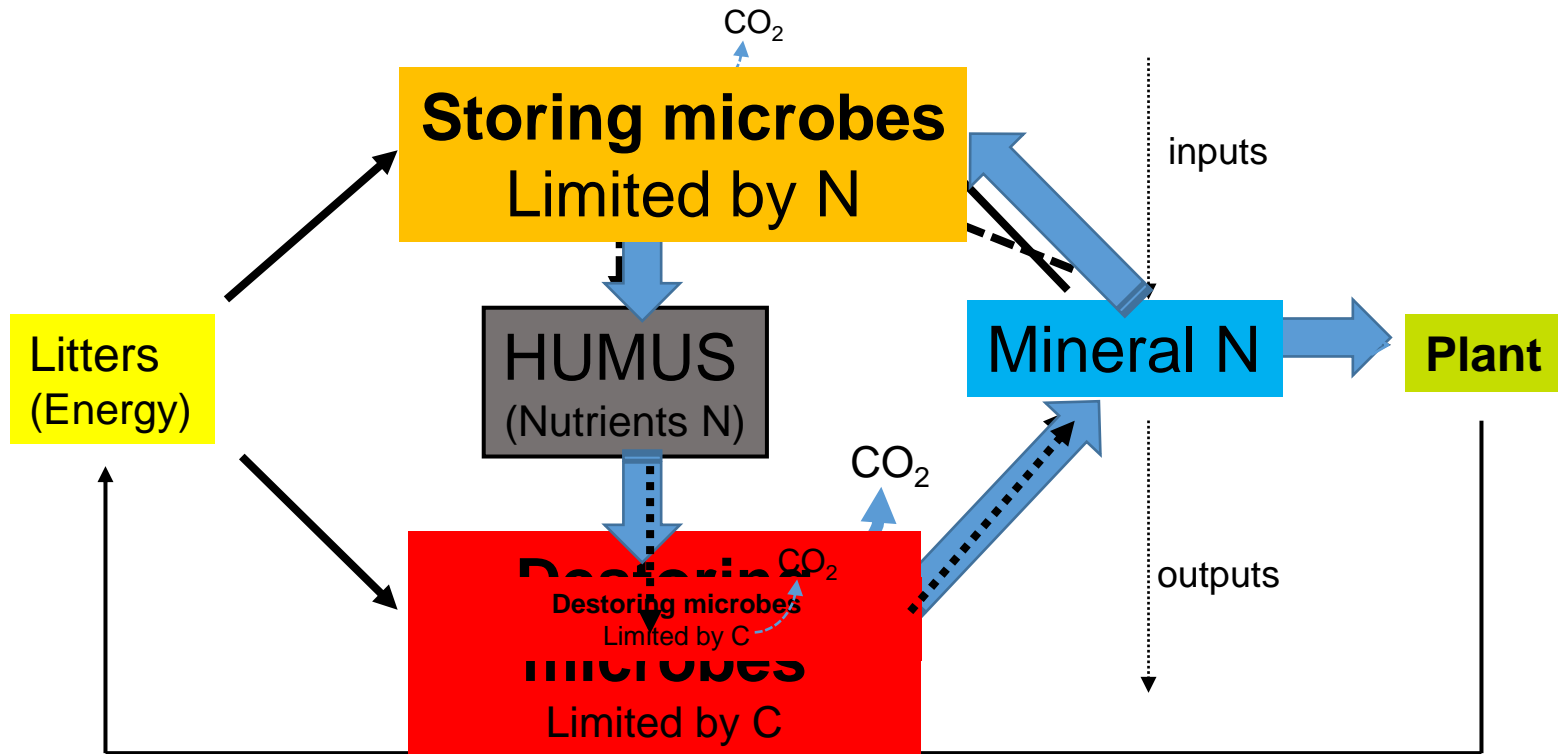 CO₂
Storing microbes
Limited by N
inputs
Litters
(Energy)
HUMUS
(Nutrients N)
Mineral N
Plant
CO₂
Destoring
CO₂
Destoring microbes
Limited by C
microbes
Limited by C
outputs